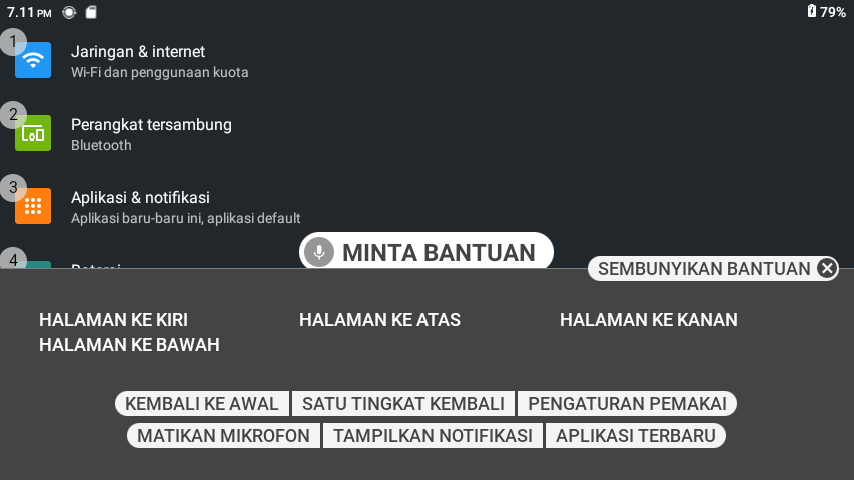 7.11 PM
79%
1
Jaringan & internet
Wi-Fi dan penggunaan kuota
2
Perangkat tersambung
Bluetooth
3
Aplikasi & notifikasi
Aplikasi baru-baru ini, aplikasi default
4
MINTA BANTUAN
SEMBUNYIKAN BANTUAN
HALAMAN KE KIRI
HALAMAN KE ATAS
HALAMAN KE KANAN
HALAMAN KE BAWAH
KEMBALI KE AWAL
SATU TINGKAT KEMBALI
PENGATURAN PEMAKAI
MATIKAN MIKROFON
TAMPILKAN NOTIFIKASI
APLIKASI TERBARU